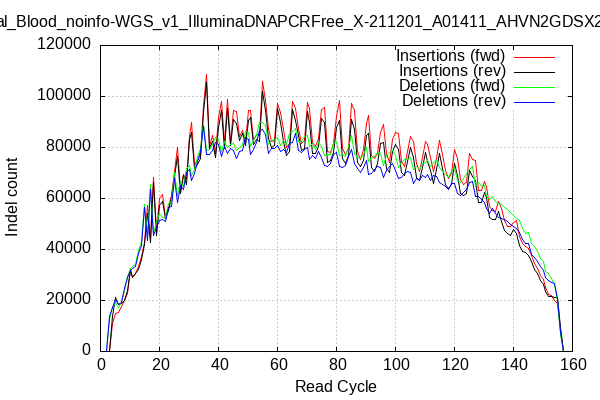 al_Blood_noinfo-WGS_v1_IlluminaDNAPCRFree_X-211201_A01411_AHVN2GDSX2
Insertions (fwd)
Insertions (rev)
Deletions (fwd)
Deletions (rev)
Indel count
120000
100000
80000
60000
40000
20000
0
0 20 40 60 80 100 120 140 160
Read Cycle